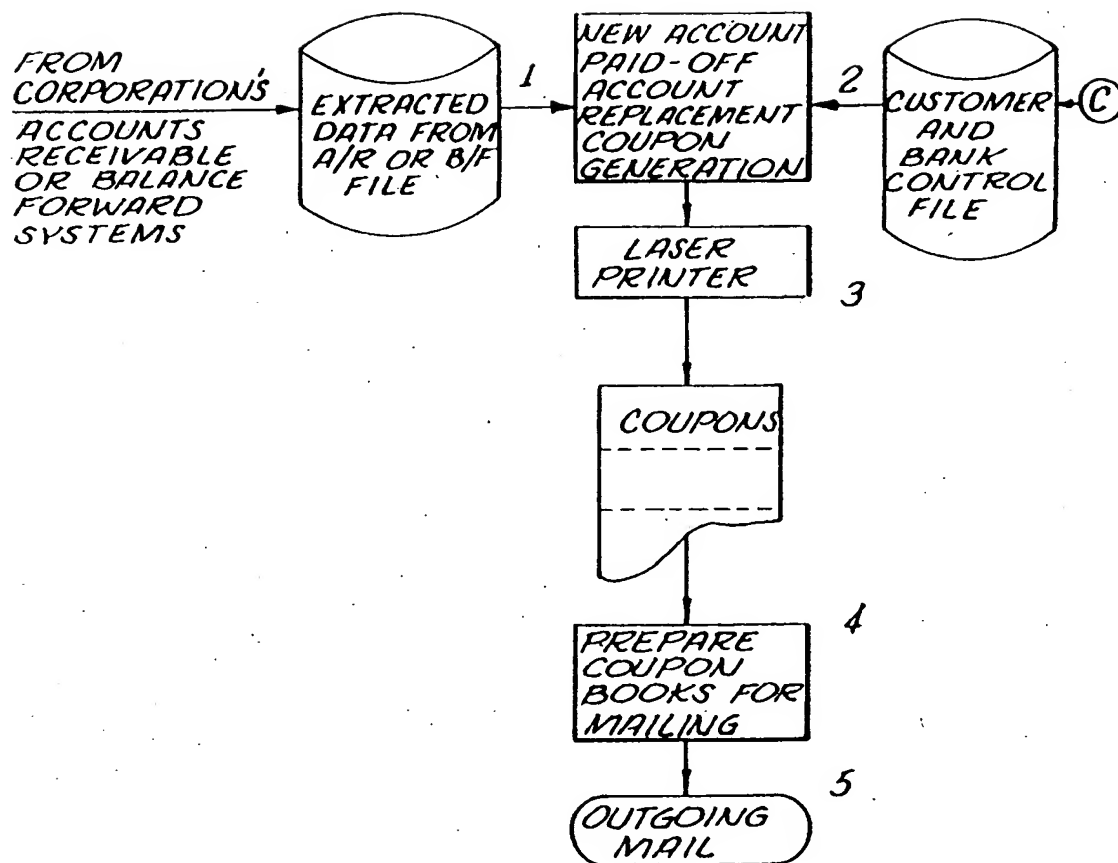 FROM
CORPORATION'S
ACCOUNTS
RECEIVABLE
OR BALANCE
FORWARD
SYSTEMS
EXTRACTED
DATA FROM
A/R OR B/F
FILE
1
NEW ACCOUNT
PAID-OFF
ACCOUNT
REPLACEMENT
COUPON
GENERATION
2
CUSTOMER
AND
BANK
CONTROL
FILE
C
LASER
PRINTER
3
COUPONS
4
PREPARE
COUPON
BOOKS FOR
MAILING
5
OUTGOING
MAIL